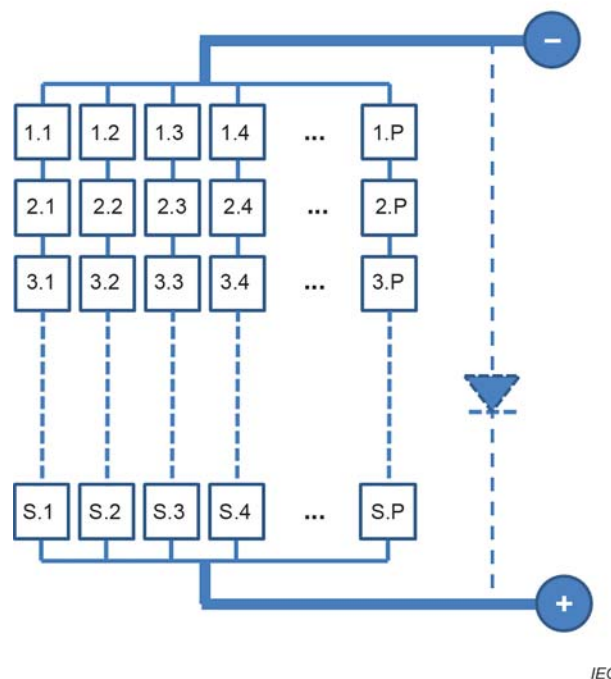 −
1.1 1.2 1.3 1.4 ... 1.P
2.1 2.2 2.3 2.4 ... 2.P
3.1 3.2 3.3 3.4 ... 3.P
S.1 S.2 S.3 S.4 ... S.P
+
IEC